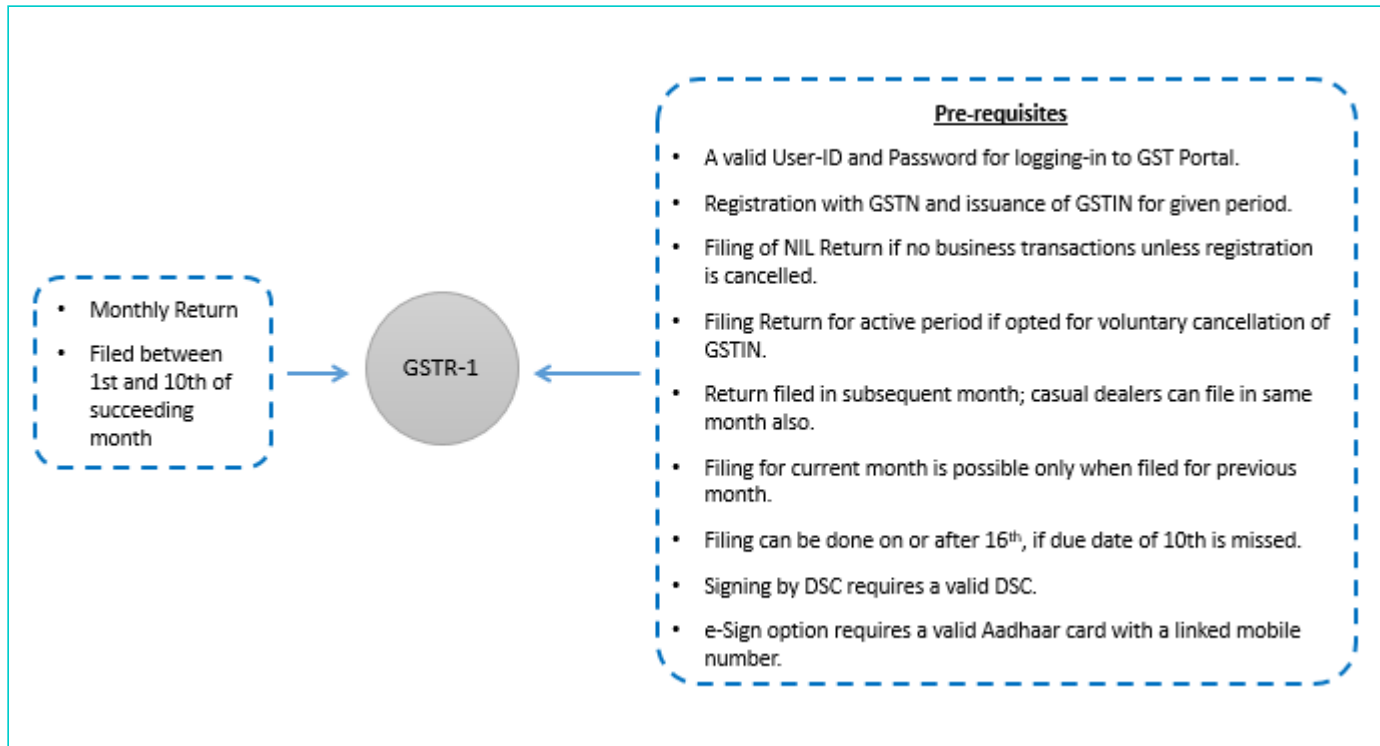 • Monthly Return
• Filed between
1st and 10th of
succeeding
month
GSTR-1
Pre-requisites
• A valid User-ID and Password for logging-in to GST Portal.
• Registration with GSTN and issuance of GSTIN for given period.
• Filing of NIL Return if no business transactions unless registration
is cancelled.
• Filing Return for active period if opted for voluntary cancellation of
GSTIN.
• Return filed in subsequent month; casual dealers can file in same
month also.
• Filing for current month is possible only when filed for previous
month.
• Filing can be done on or after 16th, if due date of 10th is missed.
• Signing by DSC requires a valid DSC.
• e-Sign option requires a valid Aadhaar card with a linked mobile
number.